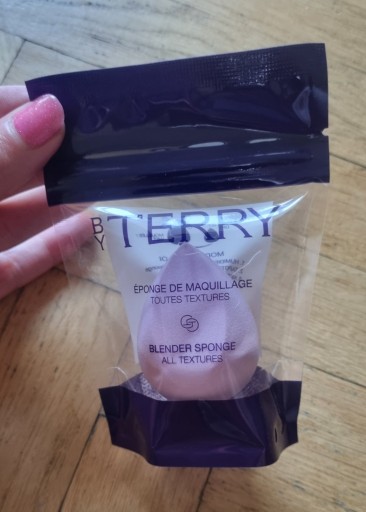 BY TERRY
ÉPONGE DE MAQUILLAGE
TOUTES TEXTURES
BLENDER SPONGE
ALL TEXTURES